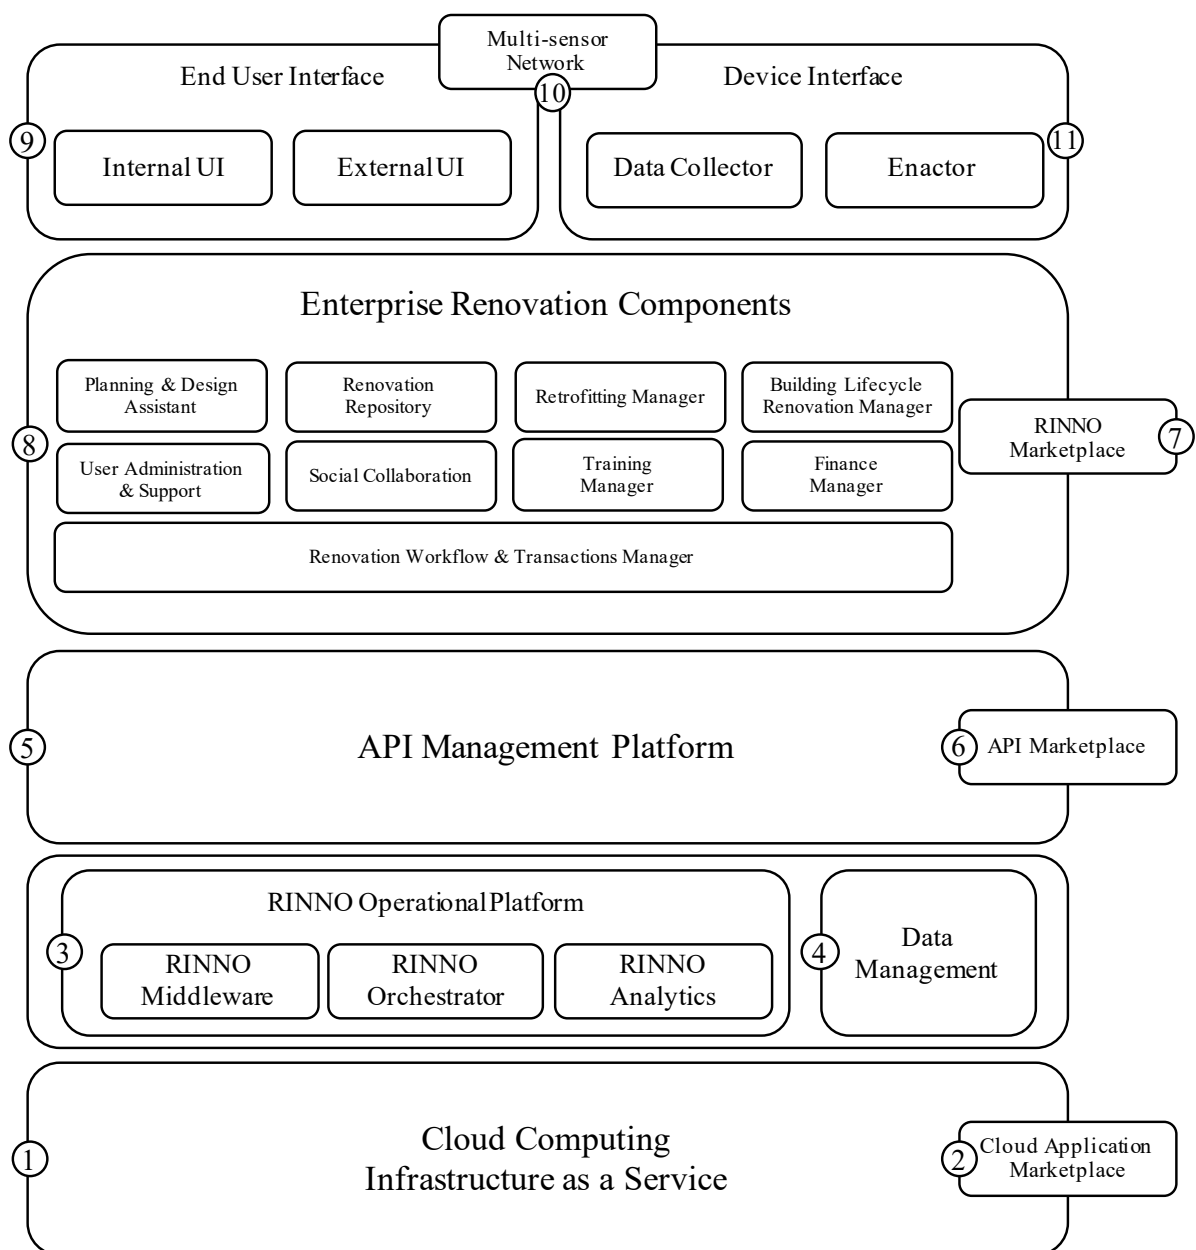 Multi-sensor
Network
End User Interface
Device Interface
10
9
11
Internal UI
External UI
Data Collector
Enactor
Enterprise Renovation Components
Planning & Design
Assistant
Renovation
Repository
Retrofitting Manager
Building Lifecycle
Renovation Manager
RINNO
Marketplace
7
8
User Administration
& Support
Social Collaboration
Training
Manager
Finance
Manager
Renovation Workflow & Transactions Manager
5
API Management Platform
6
API Marketplace
RINNO Operational Platform
3
RINNO
Middleware
RINNO
Orchestrator
RINNO
Analytics
4
Data
Management
1
Cloud Computing
Infrastructure as a Service
2
Cloud Application
Marketplace